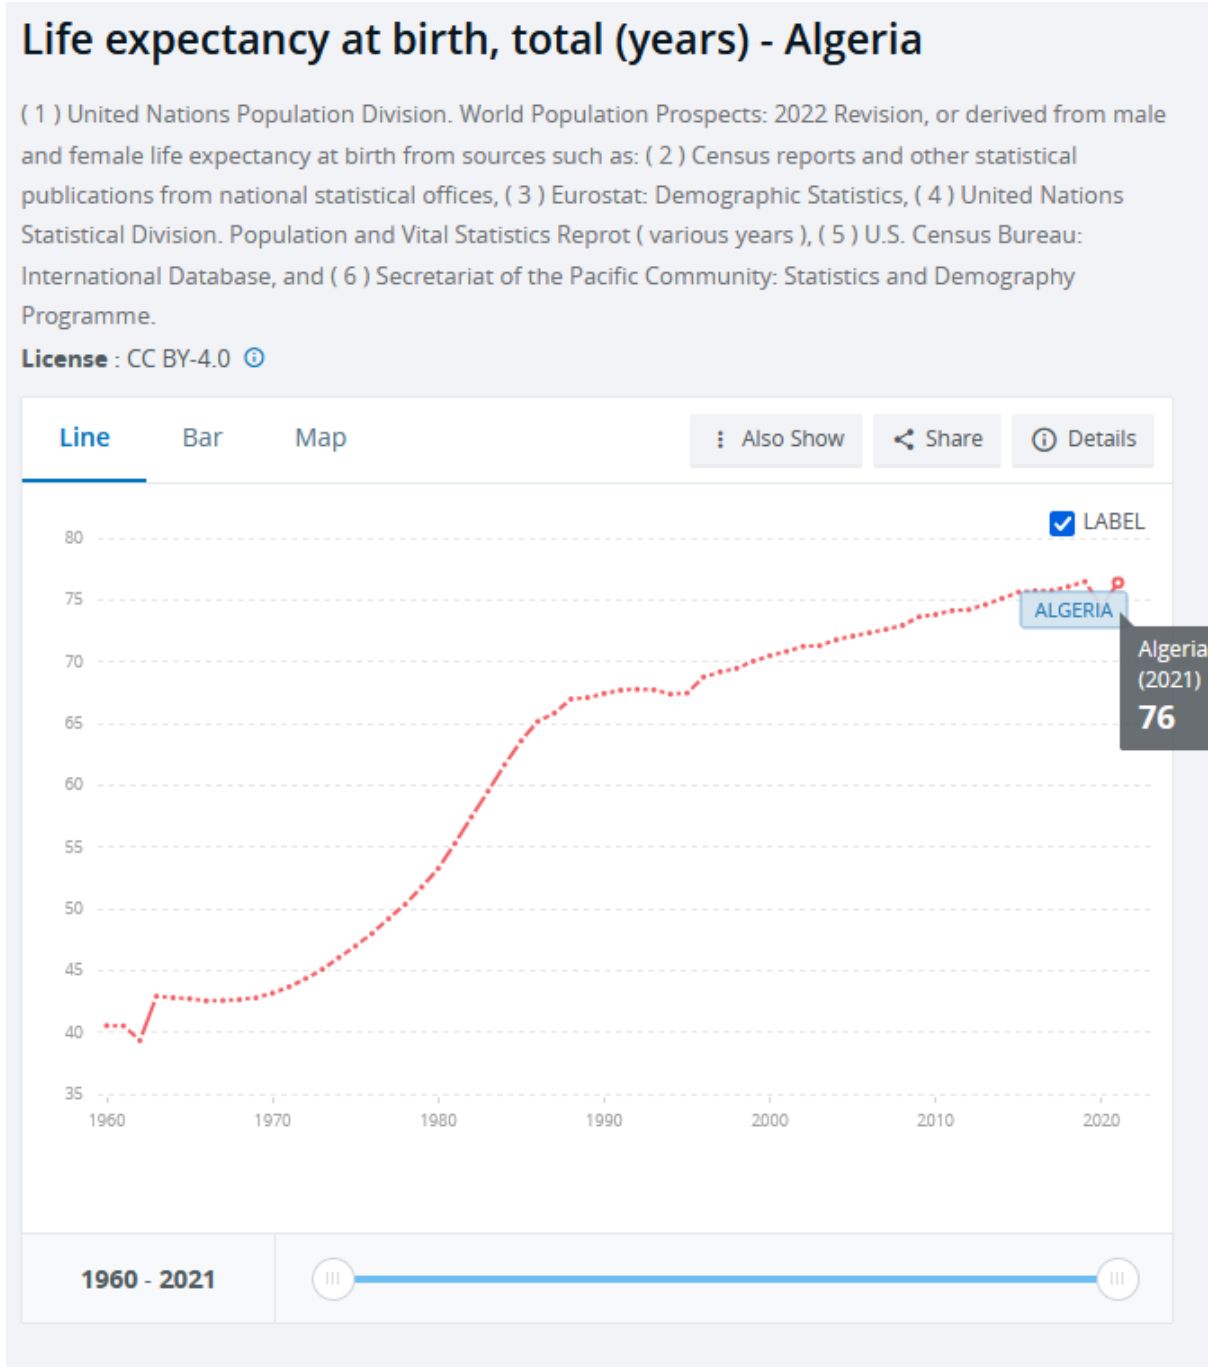 Life expectancy at birth, total (years) - Algeria
( 1 ) United Nations Population Division. World Population Prospects: 2022 Revision, or derived from male
and female life expectancy at birth from sources such as: ( 2 ) Census reports and other statistical
publications from national statistical offices, ( 3 ) Eurostat: Demographic Statistics, ( 4 ) United Nations
Statistical Division. Population and Vital Statistics Reprot ( various years ), ( 5 ) U.S. Census Bureau:
International Database, and ( 6 ) Secretariat of the Pacific Community: Statistics and Demography
Programme.
License : CC BY-4.0
Line Bar Map Also Show Share Details
LABEL
80
75
ALGERIA
Algeria
(2021)
76
70
65
60
55
50
45
40
35
1960 1970 1980 1990 2000 2010 2020
1960 - 2021